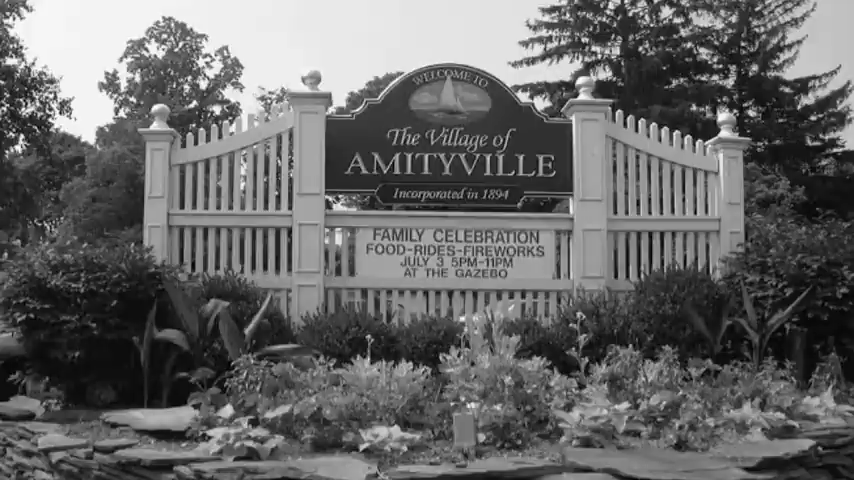 WELCOME TO
The Village of
AMITYVILLE
Incorporated in 1894
FAMILY CELEBRATION
FOOD-RIDES-FIREWORKS
JULY 3 5PM-11PM
AT THE GAZEBO